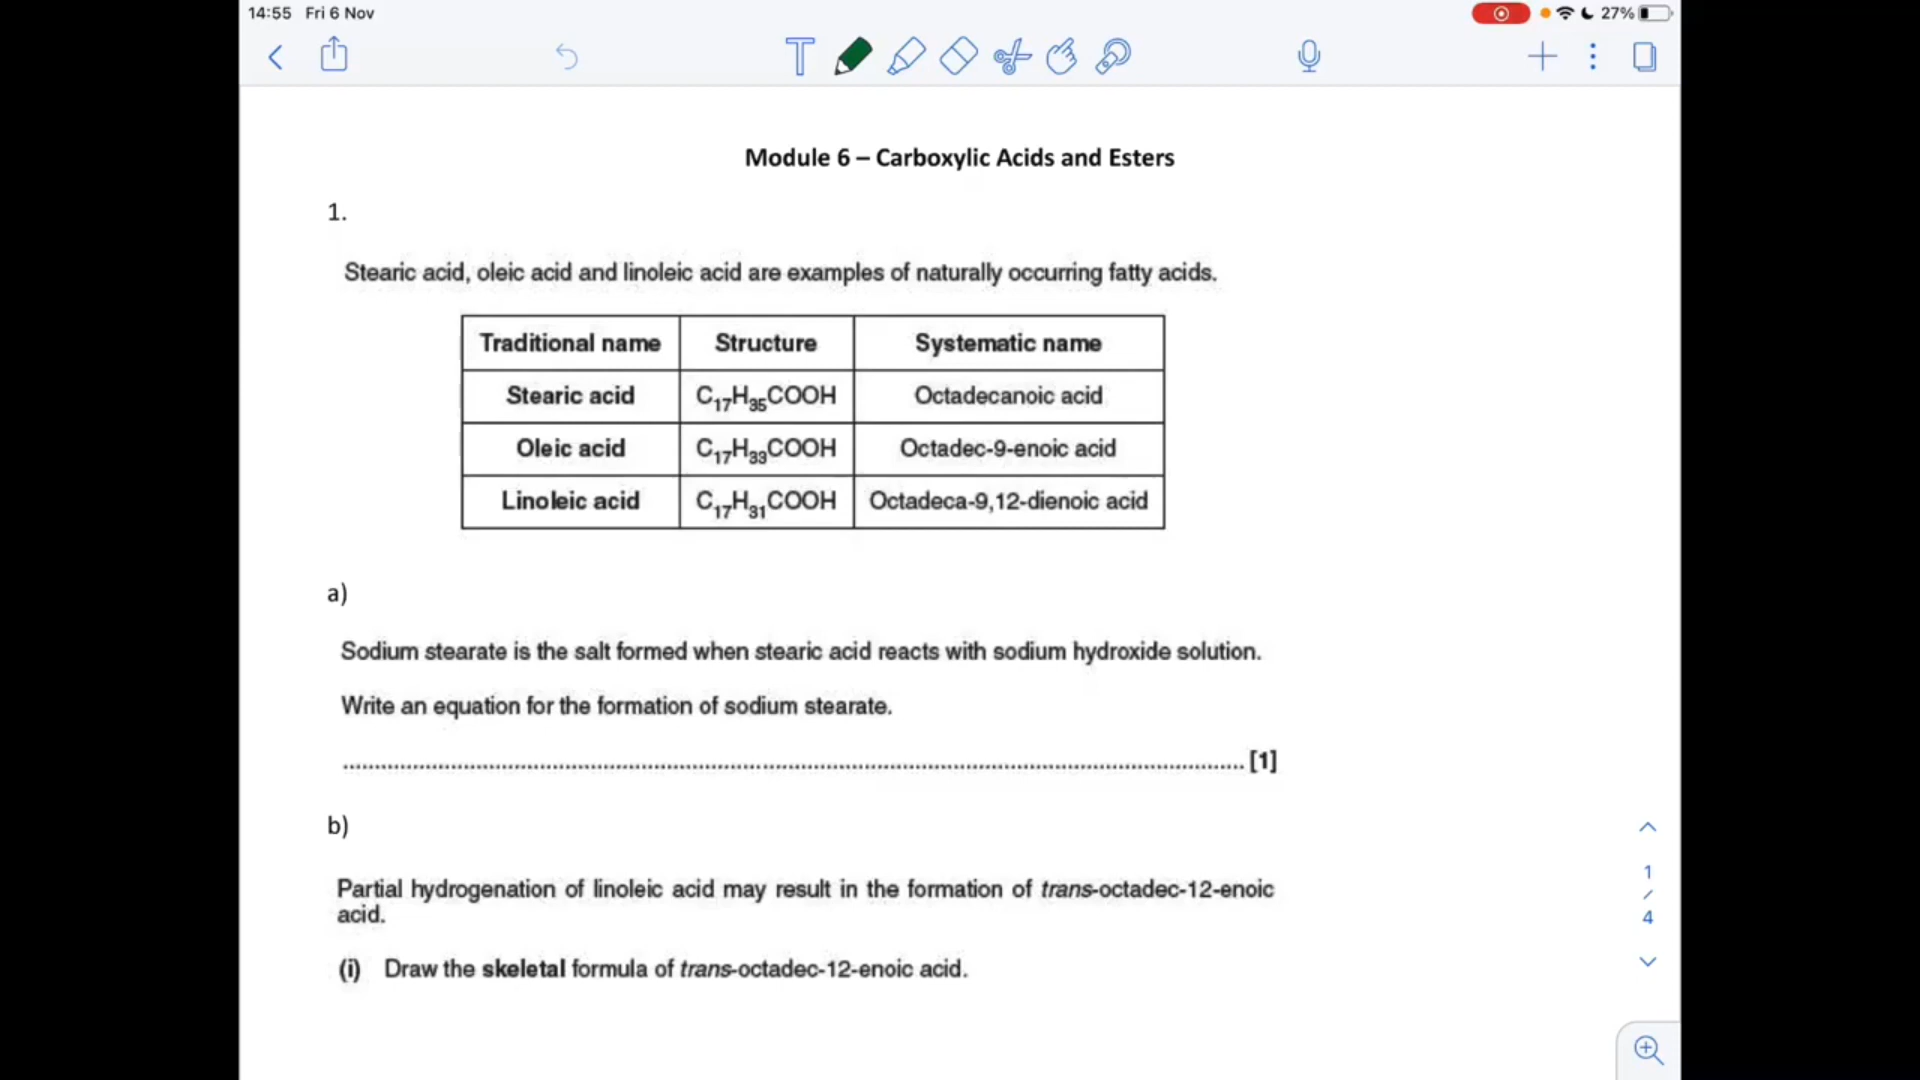 14:55 Fri 6 Nov
27%
Module 6 – Carboxylic Acids and Esters
1.
Stearic acid, oleic acid and linoleic acid are examples of naturally occurring fatty acids.
Traditional name Structure Systematic name
Stearic acid C₁₇H₃₅COOH Octadecanoic acid
Oleic acid C₁₇H₃₃COOH Octadec-9-enoic acid
Linoleic acid C₁₇H₃₁COOH Octadeca-9,12-dienoic acid
a)
Sodium stearate is the salt formed when stearic acid reacts with sodium hydroxide solution.
Write an equation for the formation of sodium stearate.
[1]
b)
Partial hydrogenation of linoleic acid may result in the formation of trans-octadec-12-enoic
acid.
(i) Draw the skeletal formula of trans-octadec-12-enoic acid.
1
/
4